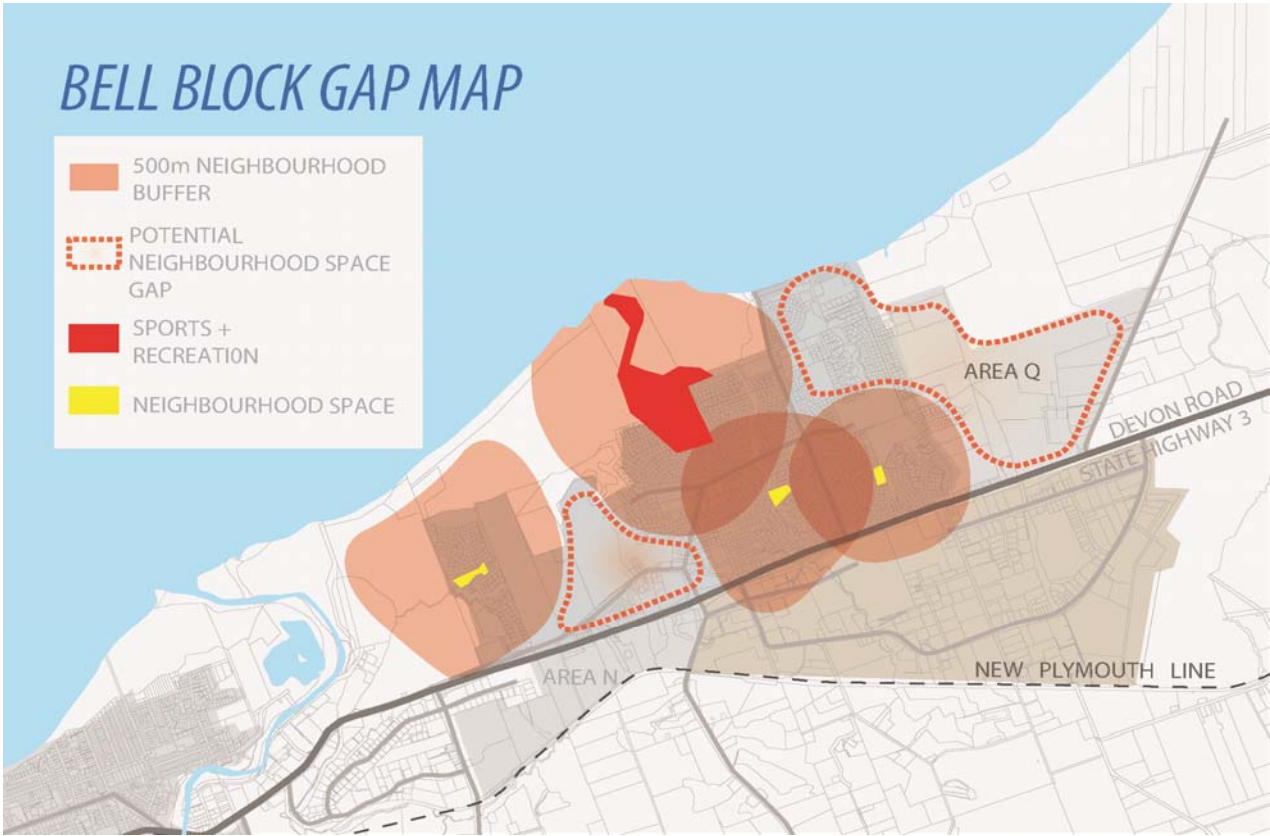 BELL BLOCK GAP MAP
500m NEIGHBOURHOOD
BUFFER
POTENTIAL
NEIGHBOURHOOD SPACE
GAP
SPORTS +
RECREATI0N
NEIGHBOURHOOD SPACE
AREA Q
DEVON ROAD
STATE HIGHWAY 3
AREA N
NEW PLYMOUTH LINE